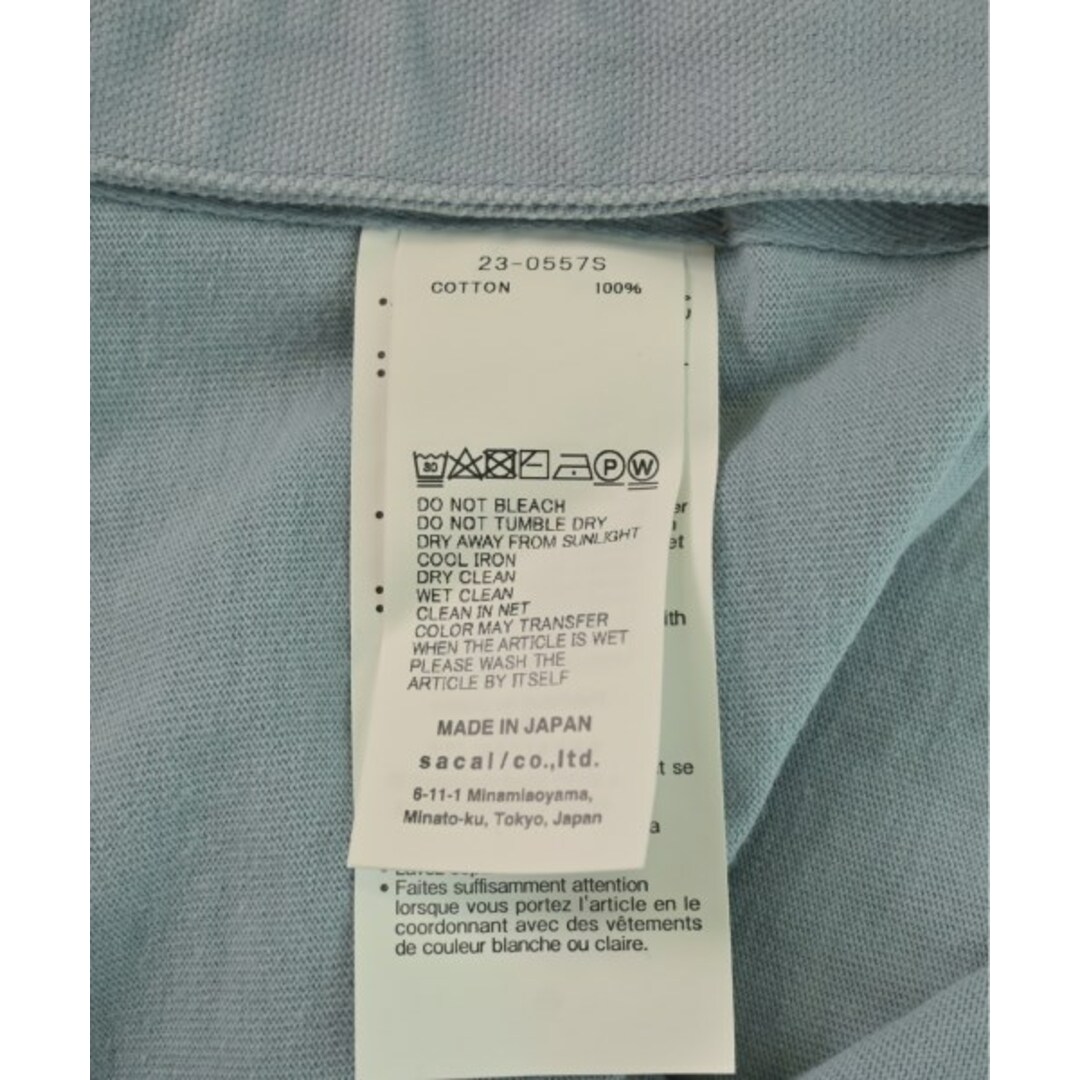 23-0557S
COTTON 100%
30
P W
DO NOT BLEACH
DO NOT TUMBLE DRY
DRY AWAY FROM SUNLIGHT
COOL IRON
DRY CLEAN
WET CLEAN
CLEAN IN NET
COLOR MAY TRANSFER
WHEN THE ARTICLE IS WET
PLEASE WASH THE
ARTICLE BY ITSELF
MADE IN JAPAN
sacai/co.,ltd.
6-11-1 Minamiaoyama,
Minato-ku, Tokyo, Japan
t se
a
• Faites suffisamment attention
lorsque vous portez l'article en le
coordonnant avec des vêtements
de couleur blanche ou claire.